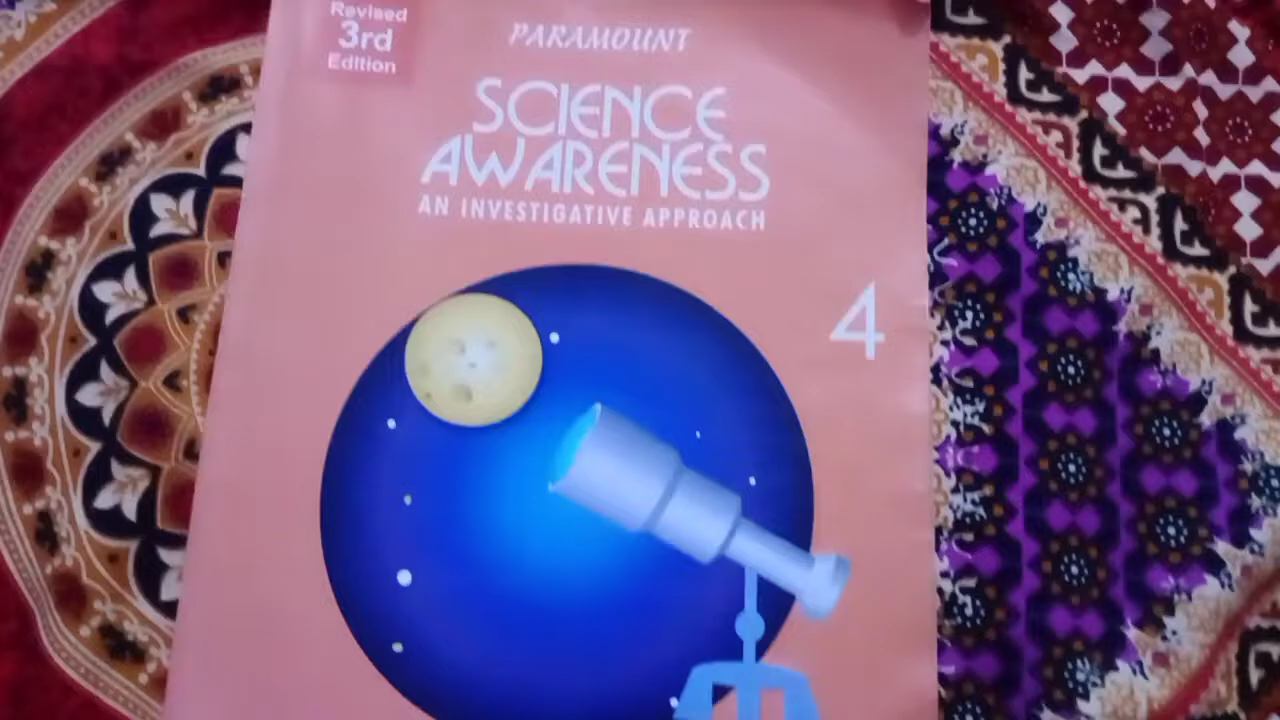 Revised
3rd
Edition
PARAMOUNT
SCIENCE
AWARENESS
AN INVESTIGATIVE APPROACH
4